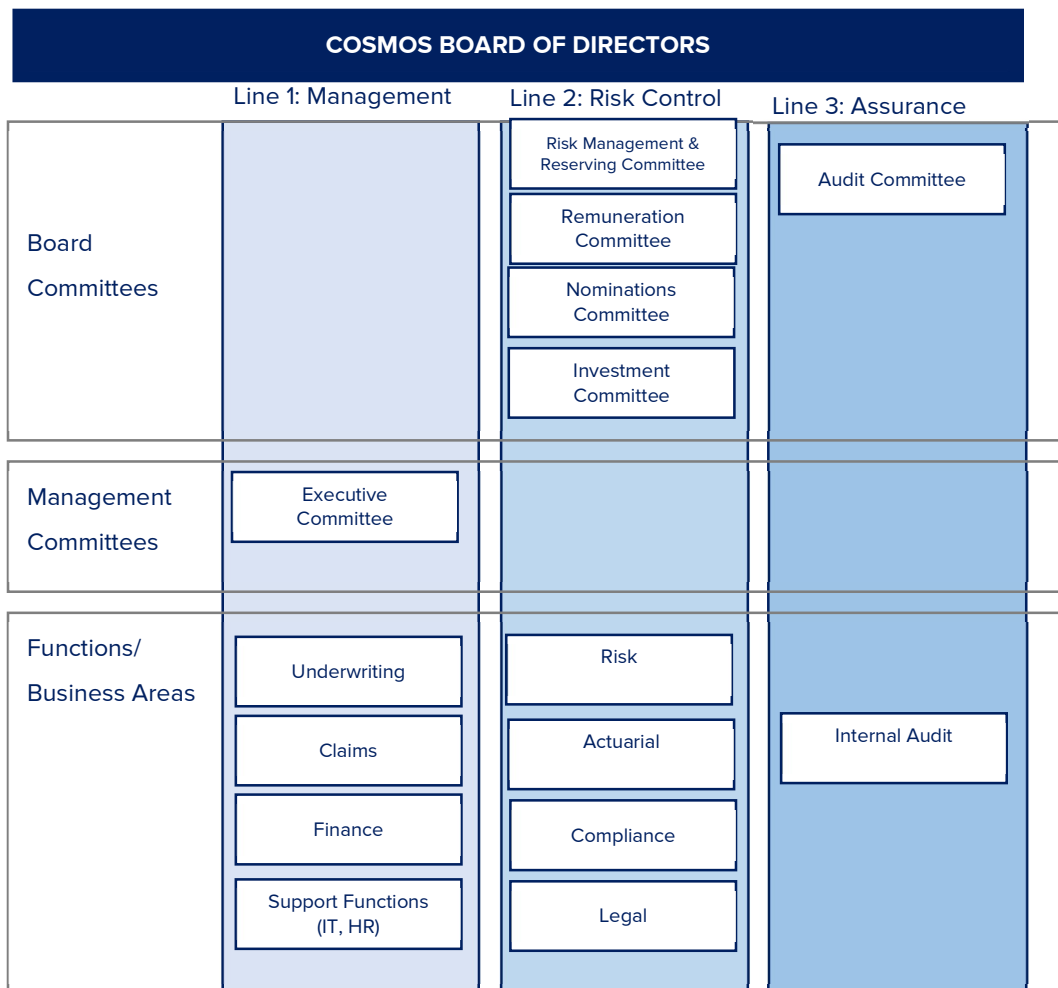 COSMOS BOARD OF DIRECTORS
Line 1: Management
Line 2: Risk Control
Line 3: Assurance
Board
Committees
Risk Management &
Reserving Committee
Remuneration
Committee
Nominations
Committee
Investment
Committee
Audit Committee
Management
Committees
Executive
Committee
Functions/
Business Areas
Underwriting
Claims
Finance
Support Functions
(IT, HR)
Risk
Actuarial
Compliance
Legal
Internal Audit